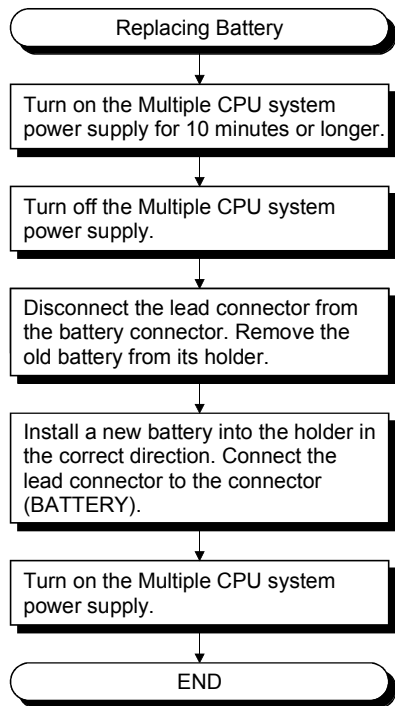 Replacing Battery
Turn on the Multiple CPU system
power supply for 10 minutes or longer.
Turn off the Multiple CPU system
power supply.
Disconnect the lead connector from
the battery connector. Remove the
old battery from its holder.
Install a new battery into the holder in
the correct direction. Connect the
lead connector to the connector
(BATTERY).
Turn on the Multiple CPU system
power supply.
END